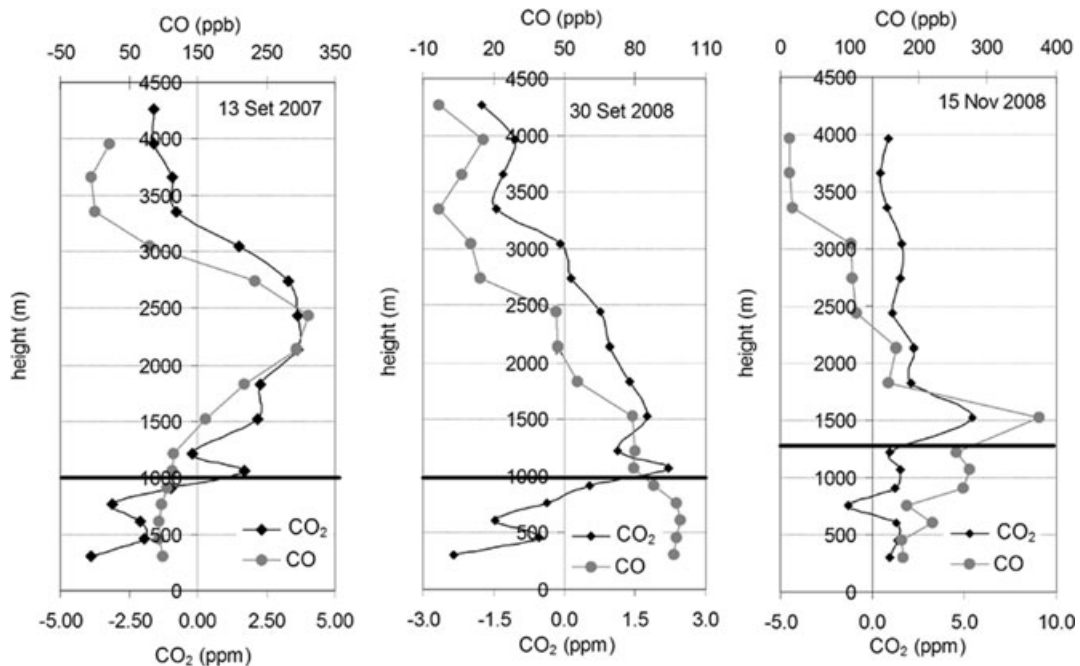 CO (ppb)
-50 50 150 250 350
4500
13 Set 2007
4000
3500
3000
2500
2000
1500
1000
500
0
height (m)
CO₂
CO
-5.00 -2.50 0.00 2.50 5.00
CO₂ (ppm)
CO (ppb)
-10 20 50 80 110
4500
30 Set 2008
4000
3500
3000
2500
2000
1500
1000
500
0
height (m)
CO₂
CO
-3.0 -1.5 0.0 1.5 3.0
CO₂ (ppm)
CO (ppb)
0 100 200 300 400
4500
15 Nov 2008
4000
3500
3000
2500
2000
1500
1000
500
0
height (m)
CO₂
CO
-5.0 0.0 5.0 10.0
CO₂ (ppm)